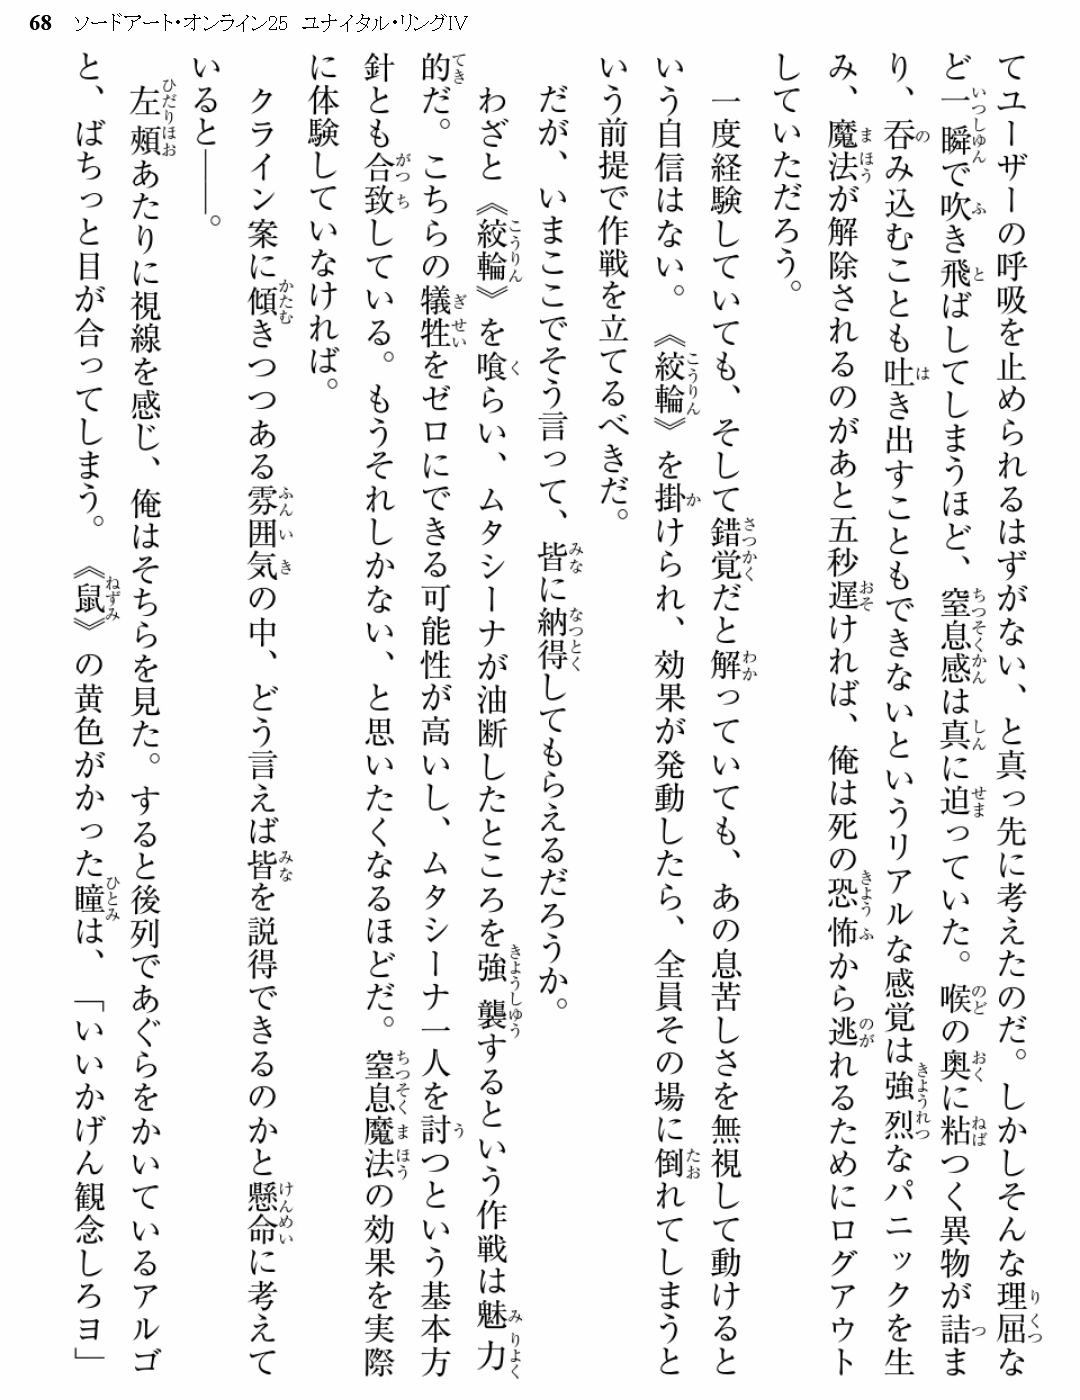 68 ソードアート・オンライン25 ユナイタル・リングⅣ
てユーザーの呼吸を止められるはずがない、と真っ先に考えたのだ。しかしそんな理屈な
ど一瞬で吹き飛ばしてしまうほど、窒息感は真に迫っていた。喉の奥に粘つく異物が詰ま
り、呑み込むことも吐き出すこともできないというリアルな感覚は強烈なパニックを生
み、魔法が解除されるのがあと五秒遅ければ、俺は死の恐怖から逃れるためにログアウト
していただろう。
一度経験していても、そして錯覚だと解っていても、あの息苦しさを無視して動けると
いう自信はない。《絞輪》を掛けられ、効果が発動したら、全員その場に倒れてしまうと
いう前提で作戦を立てるべきだ。
だが、いまここでそう言って、皆に納得してもらえるだろうか。
わざと《絞輪》を喰らい、ムタシーナが油断したところを強襲するという作戦は魅力
的だ。こちらの犠牲をゼロにできる可能性が高いし、ムタシーナ一人を討つという基本方
針とも合致している。もうそれしかない、と思いたくなるほどだ。窒息魔法の効果を実際
に体験していなければ。
クライン案に傾きつつある雰囲気の中、どう言えば皆を説得できるのかと懸命に考えて
いると——。
左頰あたりに視線を感じ、俺はそちらを見た。すると後列であぐらをかいているアルゴ
と、ばちっと目が合ってしまう。《鼠》の黄色がかった瞳は、「いいかげん観念しろヨ」